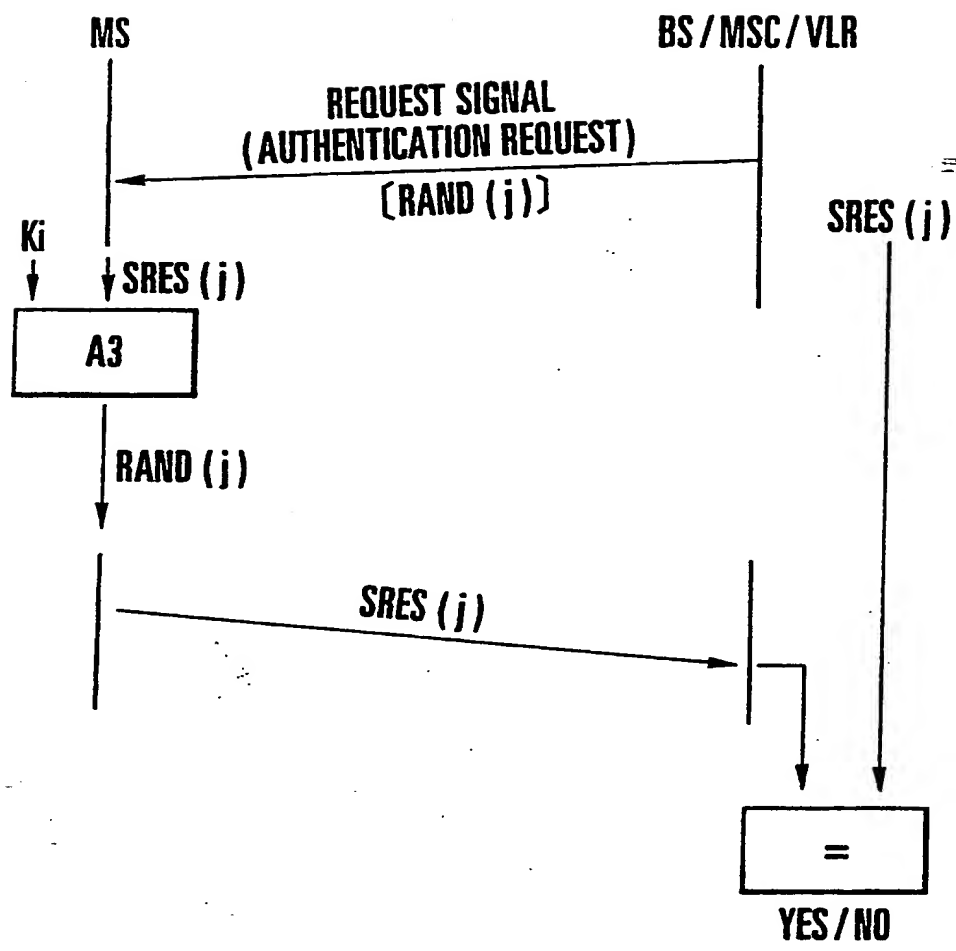 MS
BS / MSC / VLR
REQUEST SIGNAL
(AUTHENTICATION REQUEST)
[RAND (j)]
SRES (j)
Ki
SRES (j)
A3
RAND (j)
SRES (j)
=
YES / NO